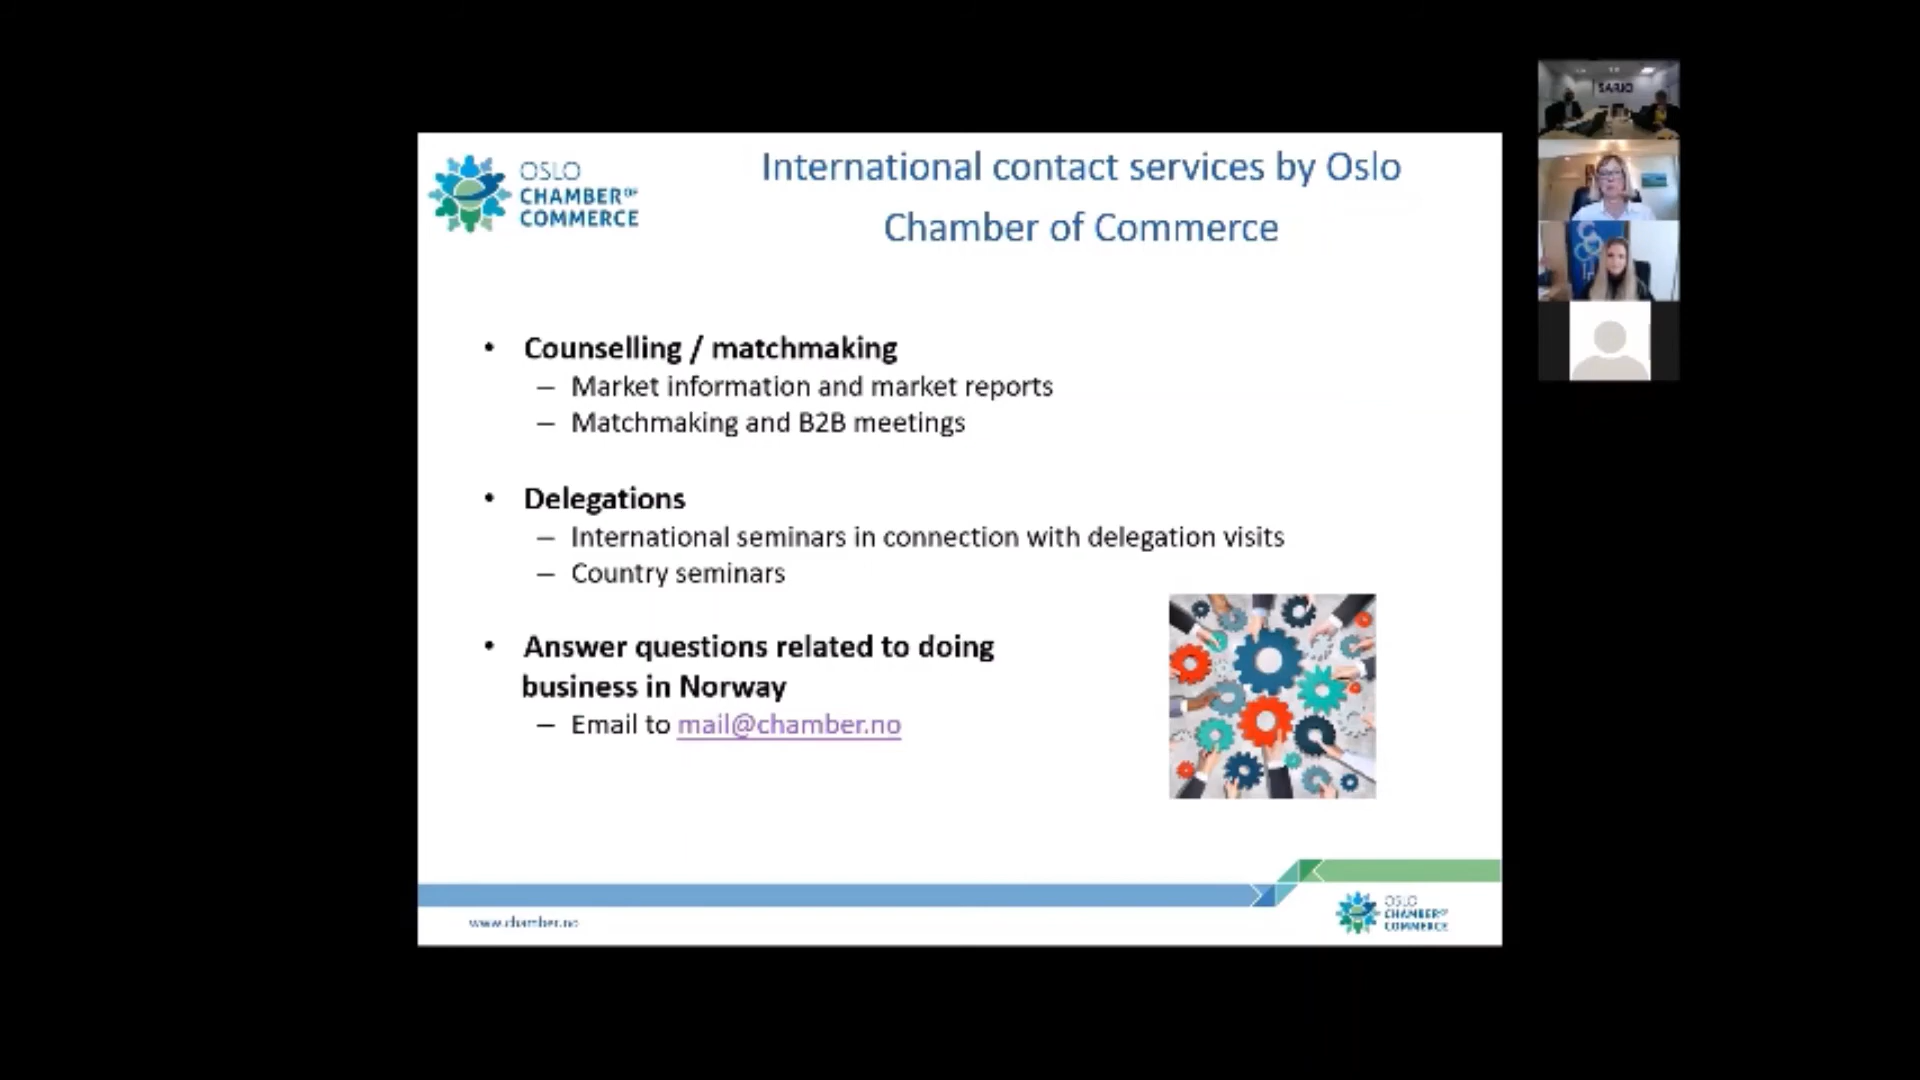 OSLO
CHAMBER OF
COMMERCE
International contact services by Oslo
Chamber of Commerce
• Counselling / matchmaking
– Market information and market reports
– Matchmaking and B2B meetings
• Delegations
– International seminars in connection with delegation visits
– Country seminars
• Answer questions related to doing
business in Norway
– Email to mail@chamber.no
www.chamber.no
OSLO
CHAMBER OF
COMMERCE
SARIO